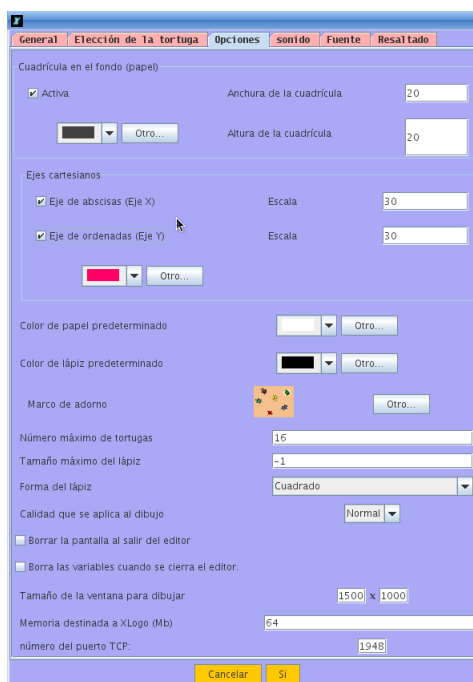 General Elección de la tortuga Opciones sonido Fuente Resaltado
Cuadrícula en el fondo (papel)
Activa Anchura de la cuadrícula 20
Otro... Altura de la cuadrícula 20
Ejes cartesianos
Eje de abscisas (Eje X) Escala 30
Eje de ordenadas (Eje Y) Escala 30
Otro...
Color de papel predeterminado Otro...
Color de lápiz predeterminado Otro...
Marco de adorno Otro...
Número máximo de tortugas 16
Tamaño máximo del lápiz -1
Forma del lápiz Cuadrado
Calidad que se aplica al dibujo Normal
Borrar la pantalla al salir del editor
Borra las variables cuando se cierra el editor.
Tamaño de la ventana para dibujar 1500 x 1000
Memoria destinada a XLogo (Mb) 64
número del puerto TCP: 1948
Cancelar Si